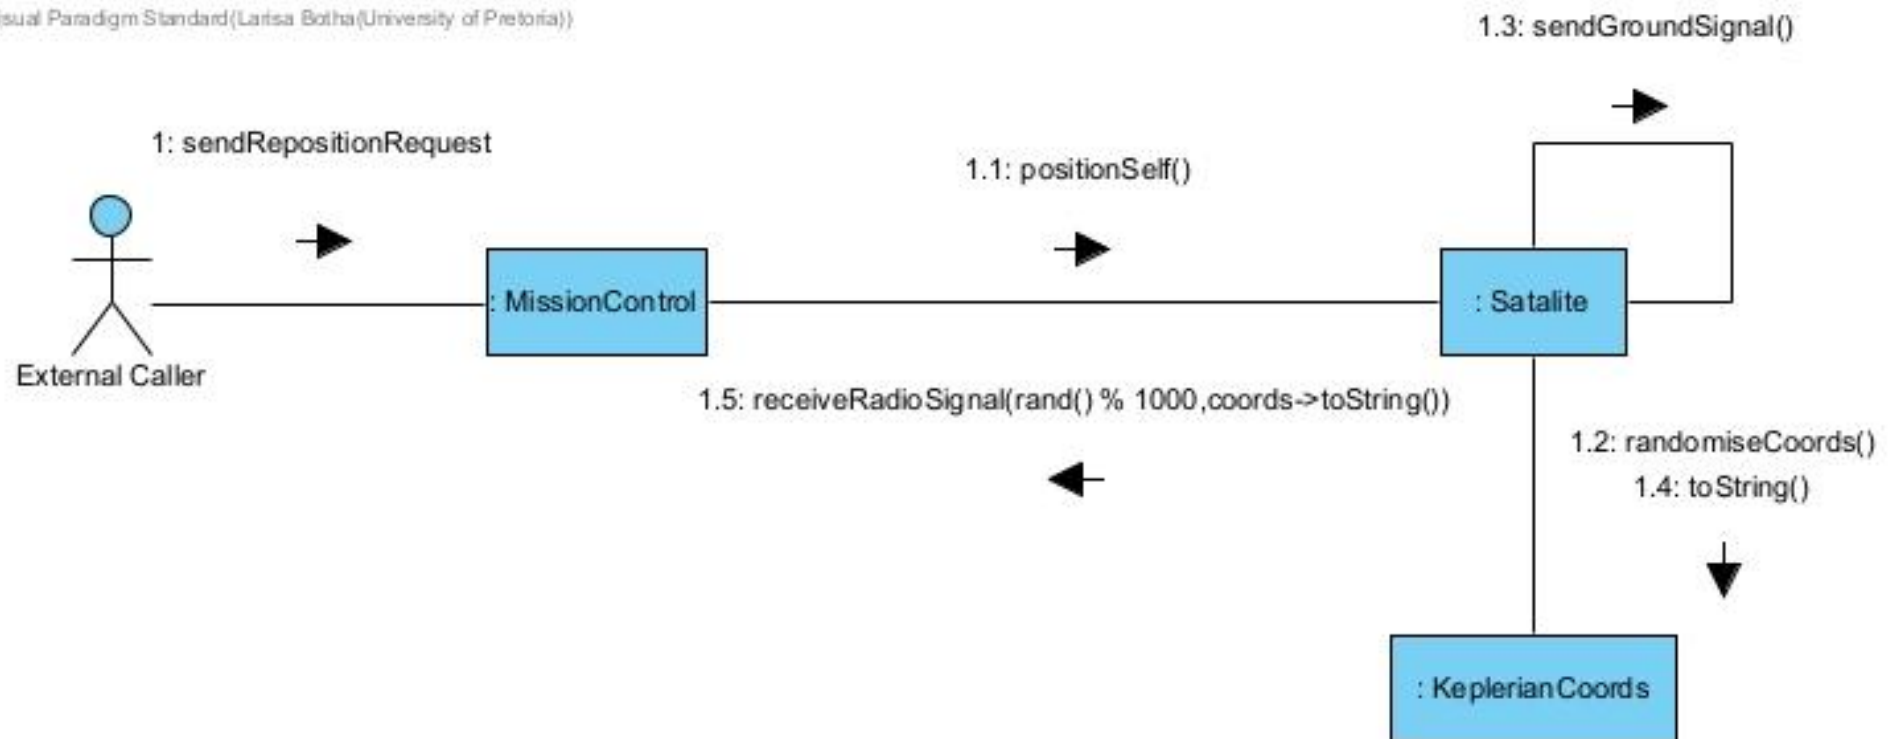 sual Paradigm Standard(Larisa Botha(University of Pretoria))
1.3: sendGroundSignal()
1: sendRepositionRequest
1.1: positionSelf()
: MissionControl
: Satalite
External Caller
1.5: receiveRadioSignal(rand() % 1000,coords->toString())
1.2: randomiseCoords()
1.4: toString()
: KeplerianCoords